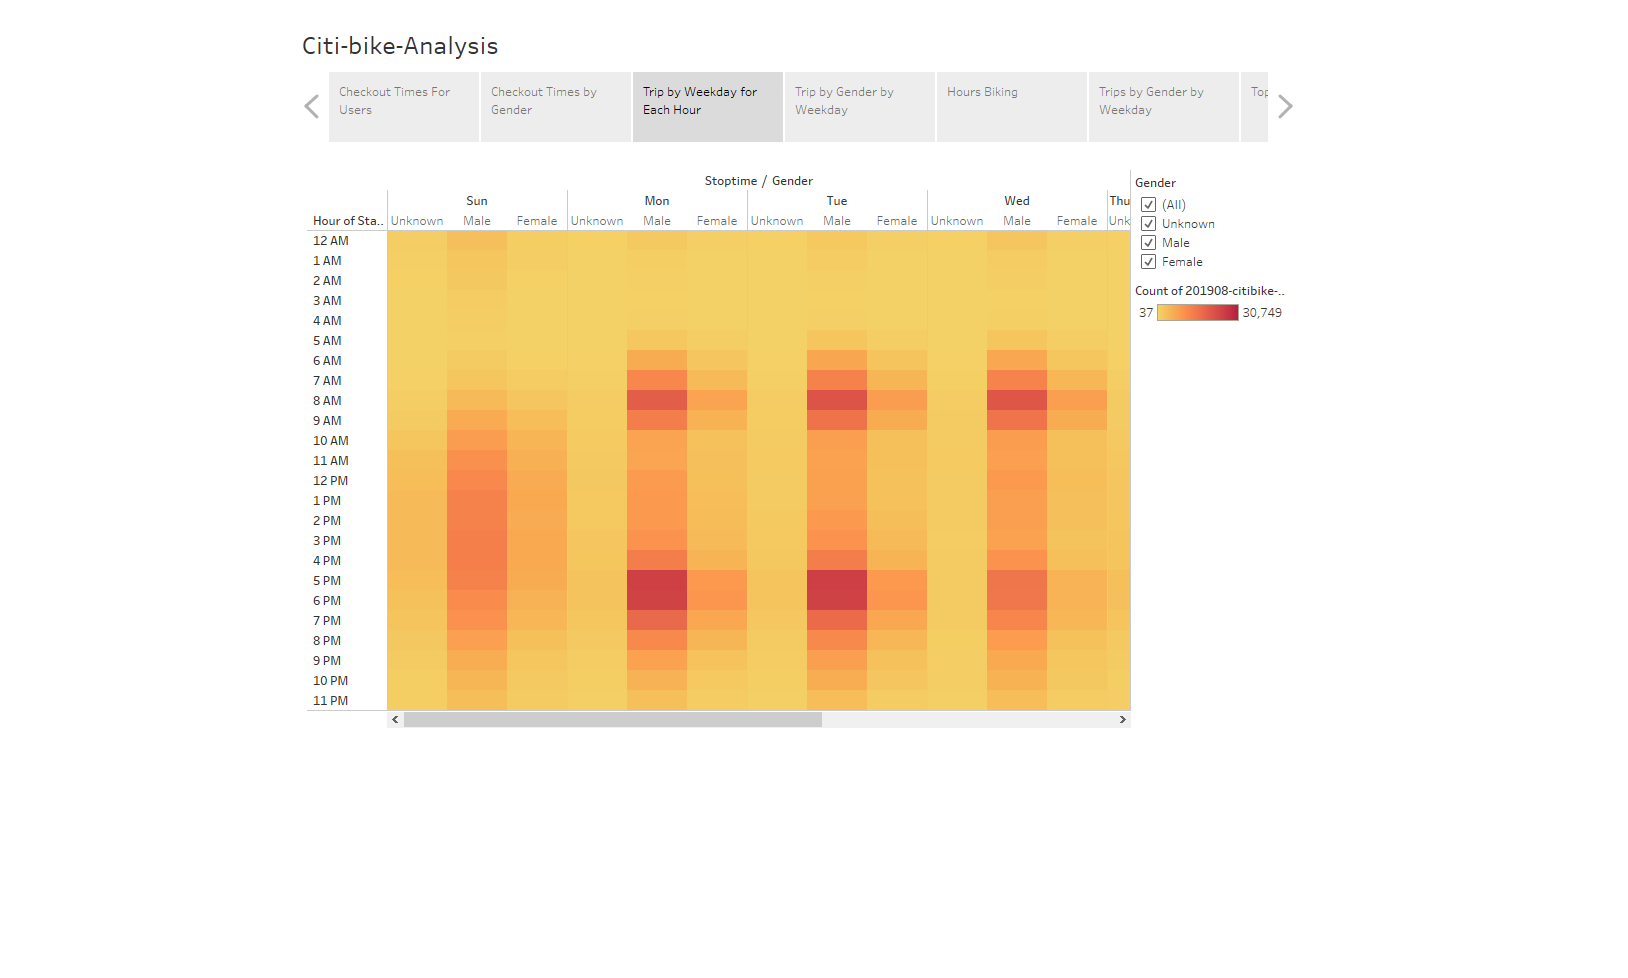 Citi-bike-Analysis
Checkout Times For
Users
Checkout Times by
Gender
Trip by Weekday for
Each Hour
Trip by Gender by
Weekday
Hours Biking
Trips by Gender by
Weekday
Top
Stoptime / Gender
Sun Mon Tue Wed Thu
Hour of Sta.. Unknown Male Female Unknown Male Female Unknown Male Female Unknown Male Female Unk
12 AM
1 AM
2 AM
3 AM
4 AM
5 AM
6 AM
7 AM
8 AM
9 AM
10 AM
11 AM
12 PM
1 PM
2 PM
3 PM
4 PM
5 PM
6 PM
7 PM
8 PM
9 PM
10 PM
11 PM
Gender
(All)
Unknown
Male
Female
Count of 201908-citibike-..
37 30,749